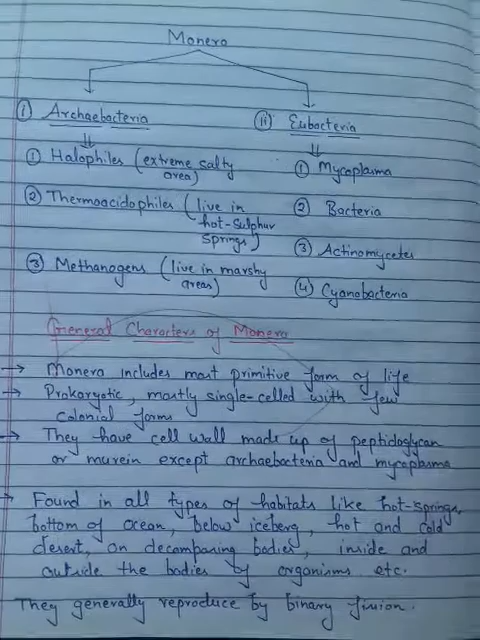 Monera
(i) Archaebacteria
(ii) Eubacteria
① Halophiles (extreme salty
area)
① Mycoplasma
② Thermoacidophiles (live in
hot-sulphur
springs)
② Bacteria
③ Actinomycetes
③ Methanogens (live in marshy
areas)
④ Cyanobacteria
General Characters of Monera
→ Monera includes most primitive form of life
→ Prokaryotic, mostly single-celled with few
colonial forms
→ They have cell wall made up of peptidoglycan
or murein except archaebacteria and mycoplasma
→ Found in all types of habitats like hot-springs,
bottom of ocean, below iceberg, hot and cold
desert, on decomposing bodies, inside and
outside the bodies of organisms etc.
They generally reproduce by binary fission.